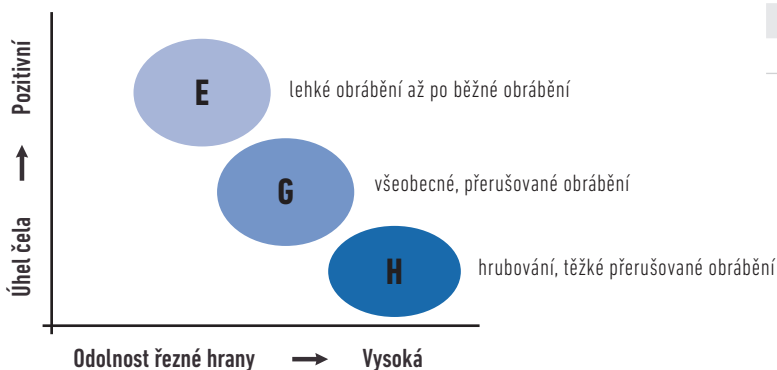 Úhel čela → Pozitivní
E
lehké obrábění až po běžné obrábění
G
všeobecné, přerušované obrábění
H
hrubování, těžké přerušované obrábění
Odolnost řezné hrany → Vysoká